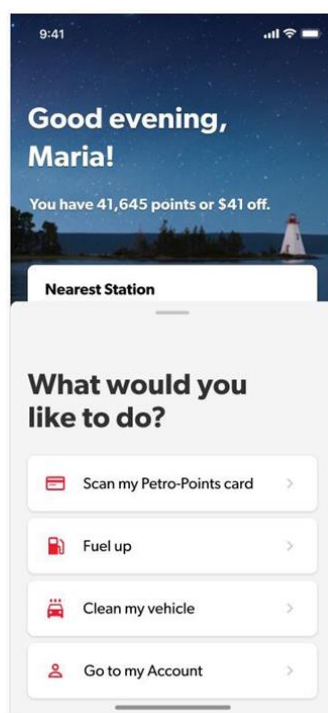 9:41
Good evening,
Maria!
You have 41,645 points or $41 off.
Nearest Station
What would you
like to do?
Scan my Petro-Points card
Fuel up
Clean my vehicle
Go to my Account